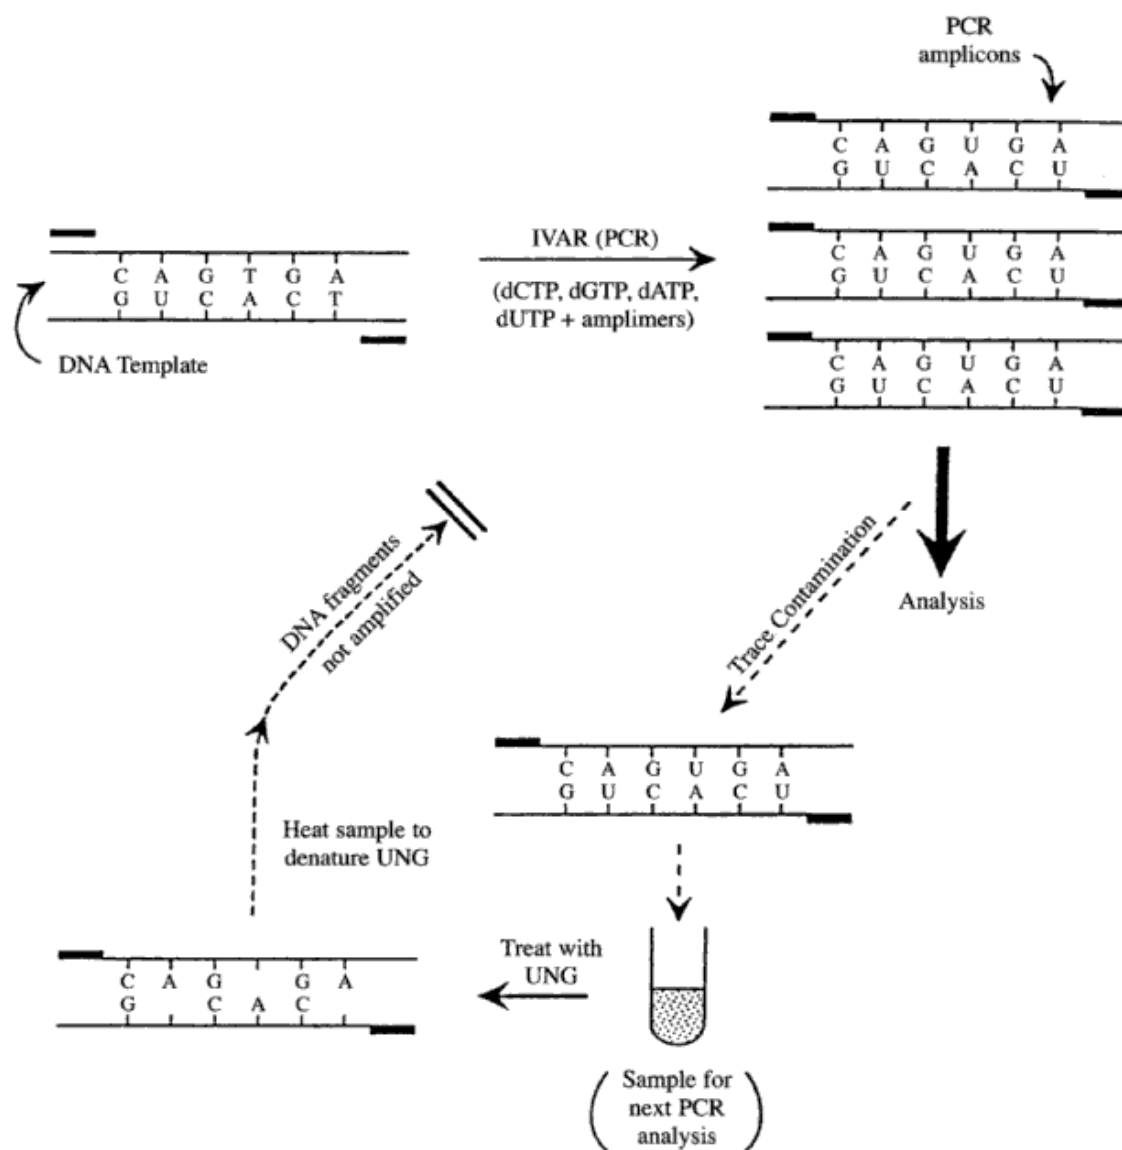 PCR
amplicons
C A G U G A
G U C A C U
C A G U G A
G U C A C U
C A G U G A
G U C A C U
IVAR (PCR)
(dCTP, dGTP, dATP,
dUTP + amplimers)
C A G T G A
G U C A C T
DNA Template
Analysis
Trace Contamination
C A G U G A
G U C A C U
Sample for
next PCR
analysis
Treat with
UNG
C A G G A
G C A C
Heat sample to
denature UNG
DNA fragments
not amplified